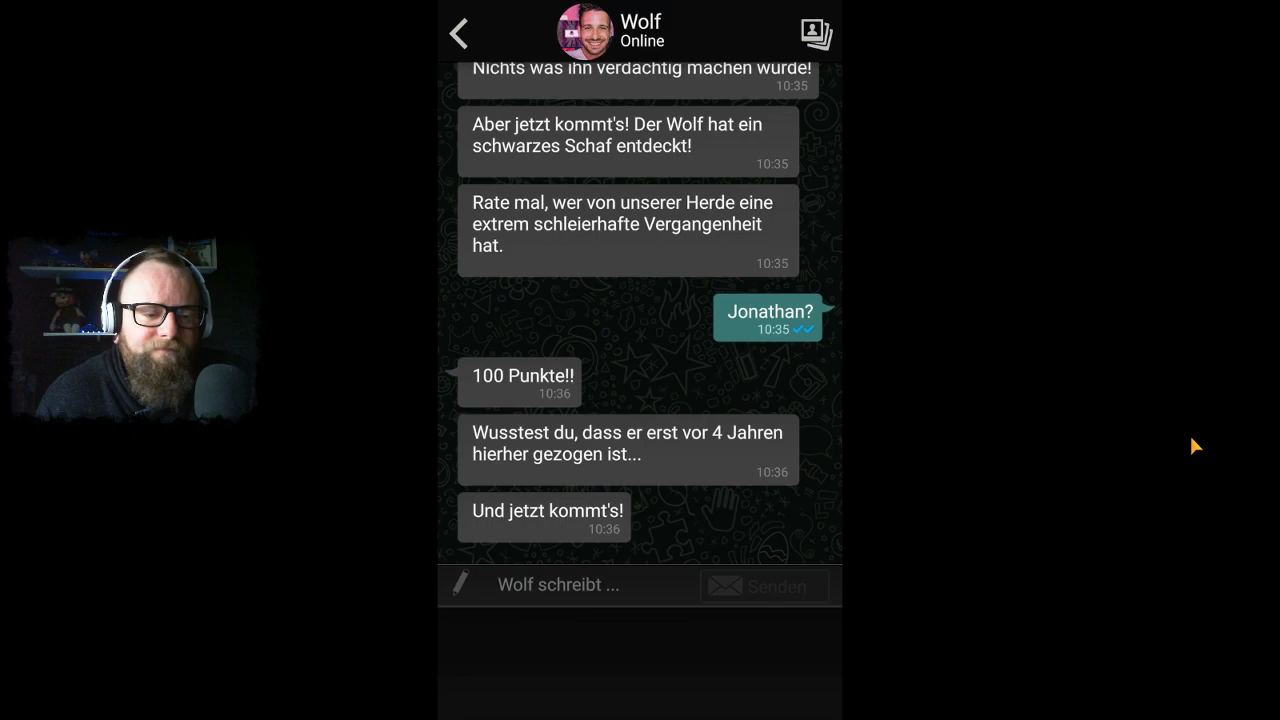 Wolf
Online
Nichts was ihn verdächtig machen würde!
10:35
Aber jetzt kommt's! Der Wolf hat ein
schwarzes Schaf entdeckt!
10:35
Rate mal, wer von unserer Herde eine
extrem schleierhafte Vergangenheit
hat.
10:35
Jonathan?
10:35
100 Punkte!!
10:36
Wusstest du, dass er erst vor 4 Jahren
hierher gezogen ist...
10:36
Und jetzt kommt's!
10:36
Wolf schreibt ...
Senden